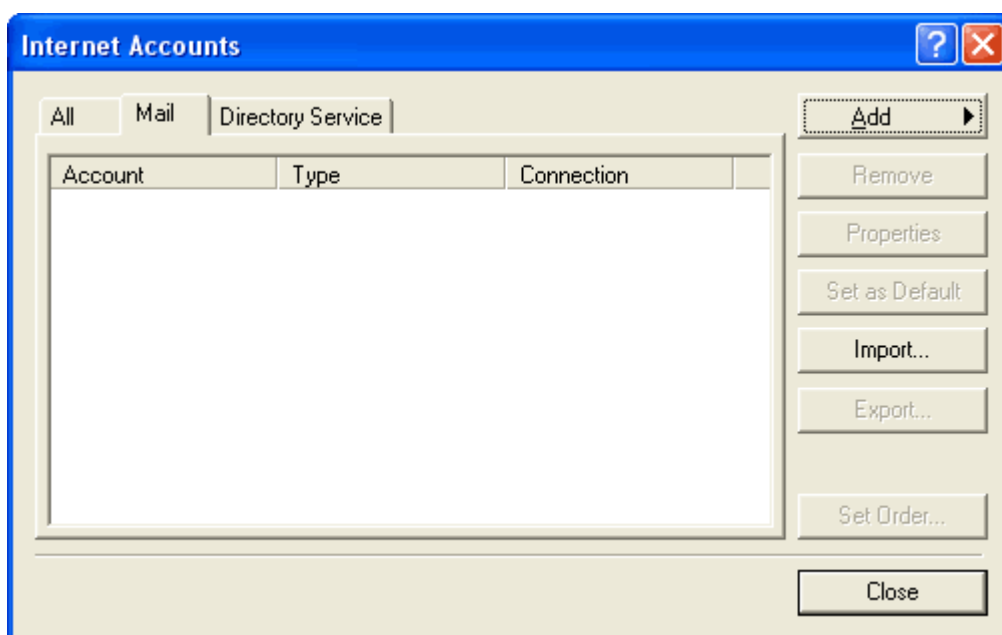 Internet Accounts
All Mail Directory Service
Add
Account Type Connection
Remove
Properties
Set as Default
Import...
Export...
Set Order...
Close